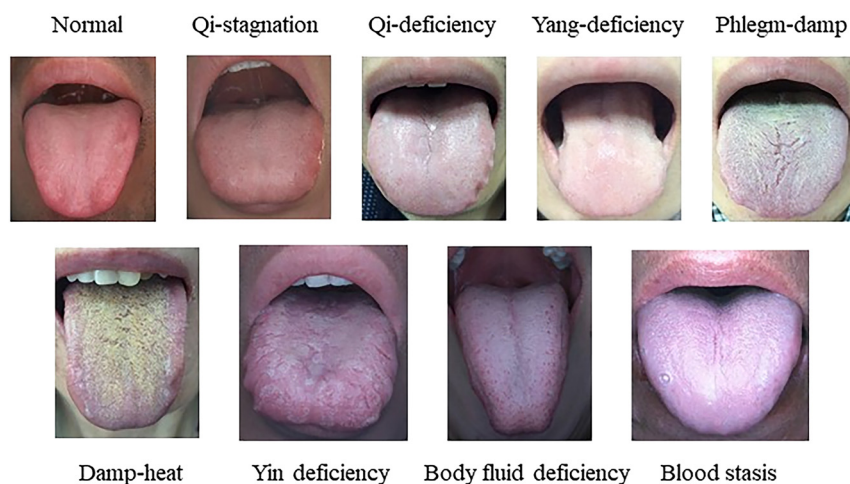 Normal Qi-stagnation Qi-deficiency Yang-deficiency Phlegm-damp
Damp-heat Yin deficiency Body fluid deficiency Blood stasis